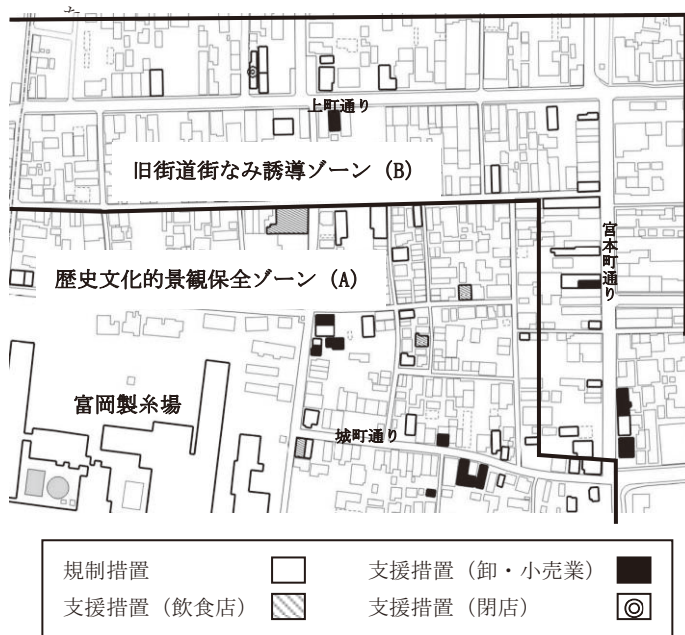 上町通り
旧街道街なみ誘導ゾーン (B)
宮本町通り
歴史文化的景観保全ゾーン (A)
富岡製糸場
城町通り
規制措置
支援措置（卸・小売業）
支援措置（飲食店）
支援措置（閉店）